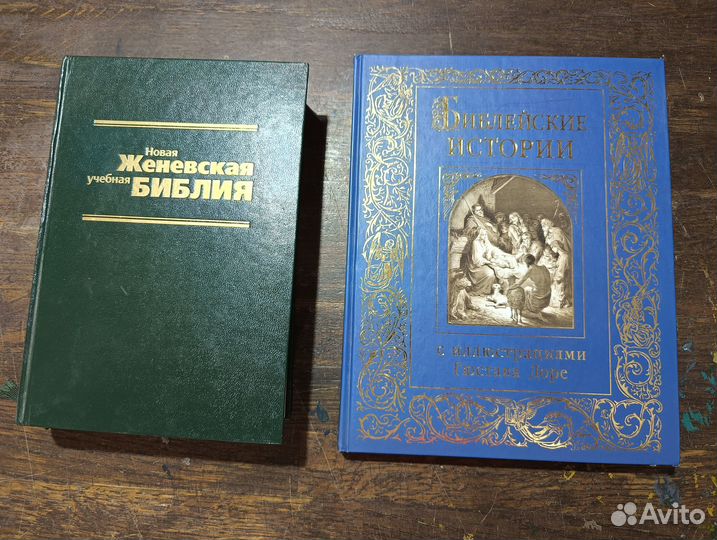 Новая
Женевская
учебная БИБЛИЯ
Библейские
истории
с иллюстрациями
Гюстава Доре
Avito